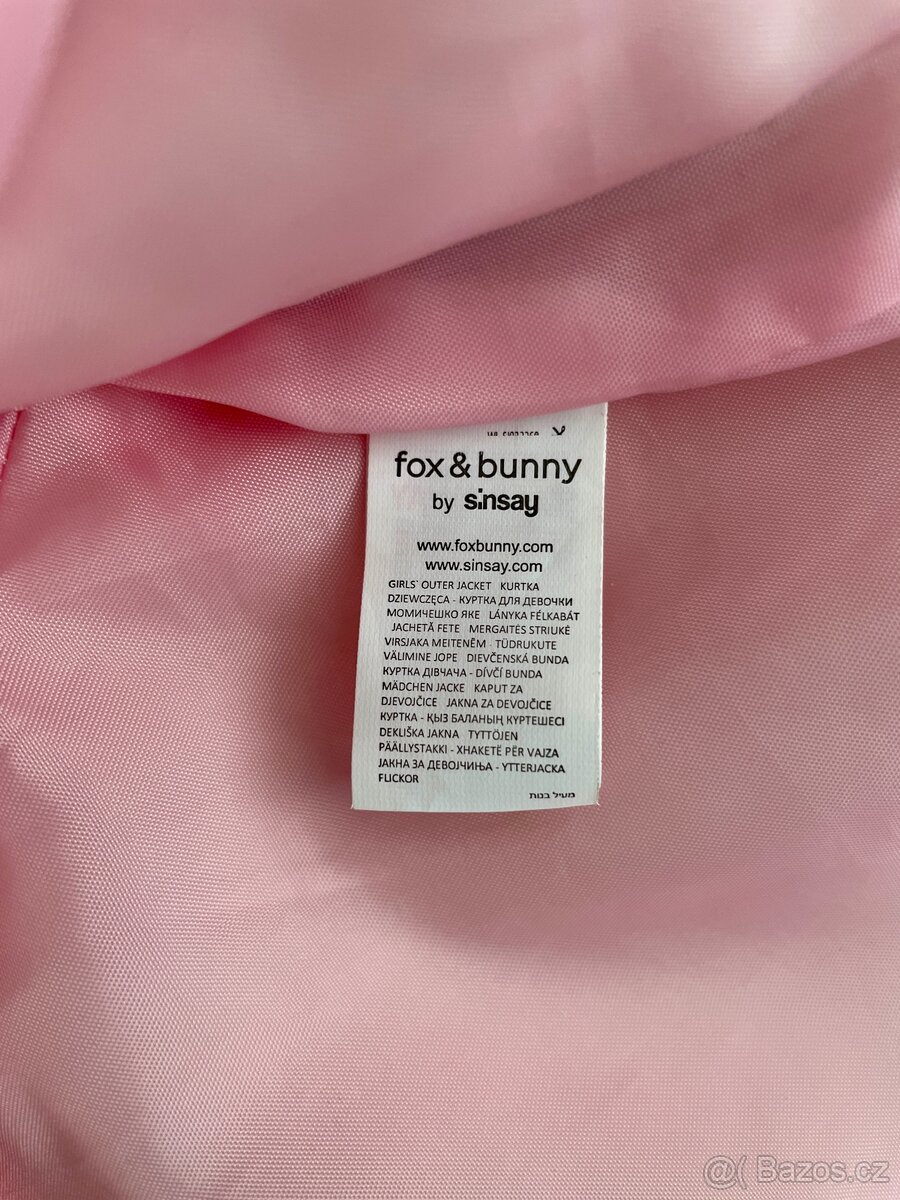 fox & bunny
by sinsay
www.foxbunny.com
www.sinsay.com
GIRLS` OUTER JACKET KURTKA
DZIEWCZĘCA - КУРТКА ДЛЯ ДЕВОЧКИ
МОМИЧЕШКО ЯКЕ LÁNYKA FÉLKABÁT
JACHETĂ FETE MERGAITĖS STRIUKĖ
VIRSJAKA MEITENĒM - TÜDRUKUTE
VÄLIMINE JOPE DIEVČENSKÁ BUNDA
КУРТКА ДІВЧАЧА - DÍVČÍ BUNDA
MÄDCHEN JACKE KAPUT ZA
DJEVOJČICE JAKNA ZA DEVOJČICE
КУРТКА - ҚЫЗ БАЛАНЫҢ КҮРТЕШЕСІ
DEKLIŠKA JAKNA TYTTÖJEN
PÄÄLLYSTAKKI - XHAKETË PËR VAJZA
ЈАКНА ЗА ДЕВОЈЧИЊА - YTTERJACKA
FLICKOR
מעיל בנות
@( Bazos.cz